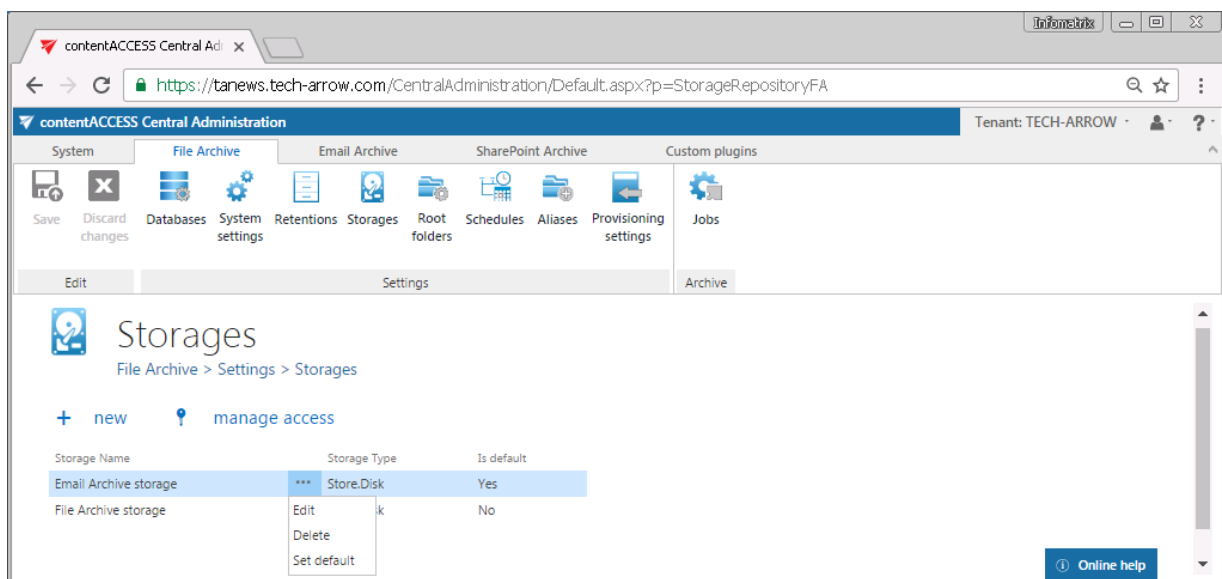 Infomatrix
contentACCESS Central Adı
https://tanews.tech-arrow.com/CentralAdministration/Default.aspx?p=StorageRepositoryFA
contentACCESS Central Administration Tenant: TECH-ARROW ?
System File Archive Email Archive SharePoint Archive Custom plugins
Save Discard changes Databases System settings Retentions Storages Root folders Schedules Aliases Provisioning settings Jobs
Edit Settings Archive
Storages
File Archive > Settings > Storages
+ new manage access
Storage Name Storage Type Is default
Email Archive storage ••• Store.Disk Yes
File Archive storage k No
Edit
Delete
Set default
Online help